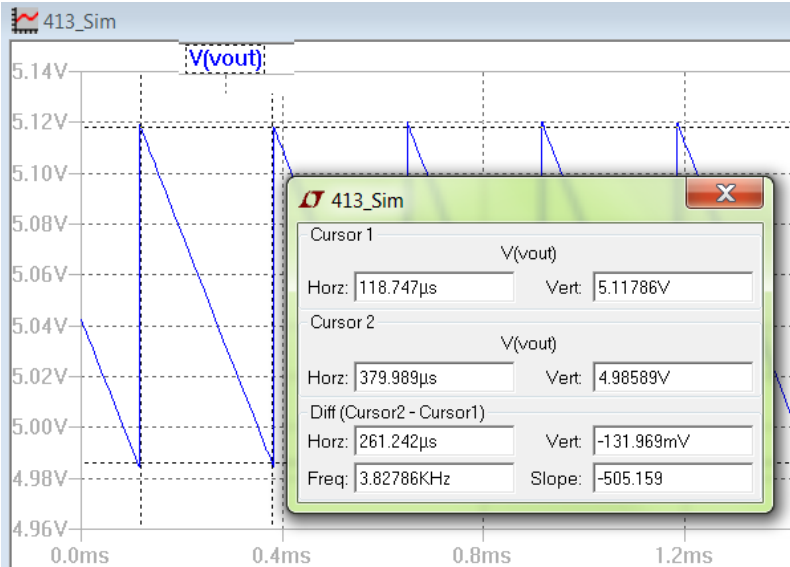 413_Sim
V(vout)
5.14V
5.12V
5.10V
5.08V
5.06V
5.04V
5.02V
5.00V
4.98V
4.96V
0.0ms 0.4ms 0.8ms 1.2ms
413_Sim
X
Cursor 1
V(vout)
Horz: 118.747µs Vert: 5.11786V
Cursor 2
V(vout)
Horz: 379.989µs Vert: 4.98589V
Diff (Cursor2 - Cursor1)
Horz: 261.242µs Vert: -131.969mV
Freq: 3.82786KHz Slope: -505.159